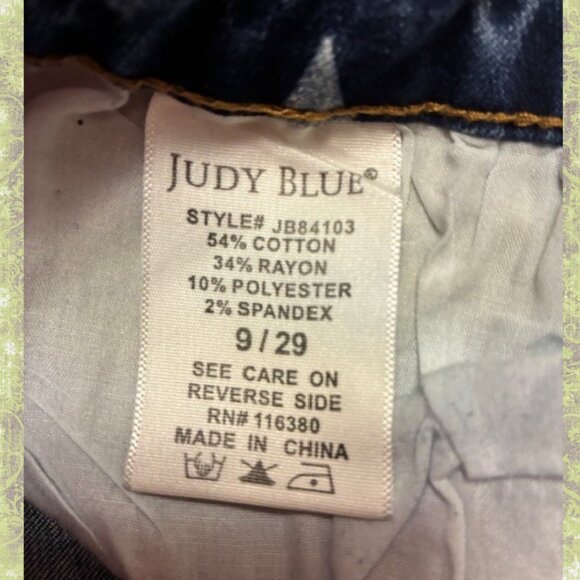 JUDY BLUE®
STYLE# JB84103
54% COTTON
34% RAYON
10% POLYESTER
2% SPANDEX
9 / 29
SEE CARE ON
REVERSE SIDE
RN# 116380
MADE IN CHINA